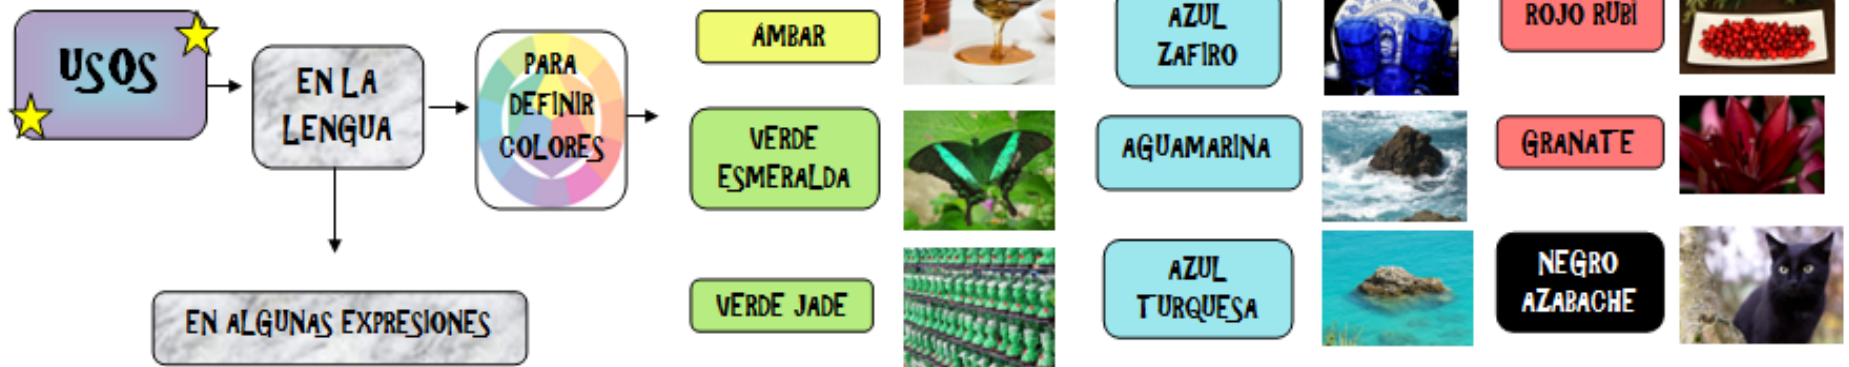 USOS
EN LA
LENGUA
PARA
DEFINIR
COLORES
EN ALGUNAS EXPRESIONES
ÁMBAR
VERDE
ESMERALDA
VERDE JADE
AZUL
ZAFIRO
AGUAMARINA
AZUL
TURQUESA
ROJO RUBÍ
GRANATE
NEGRO
AZABACHE